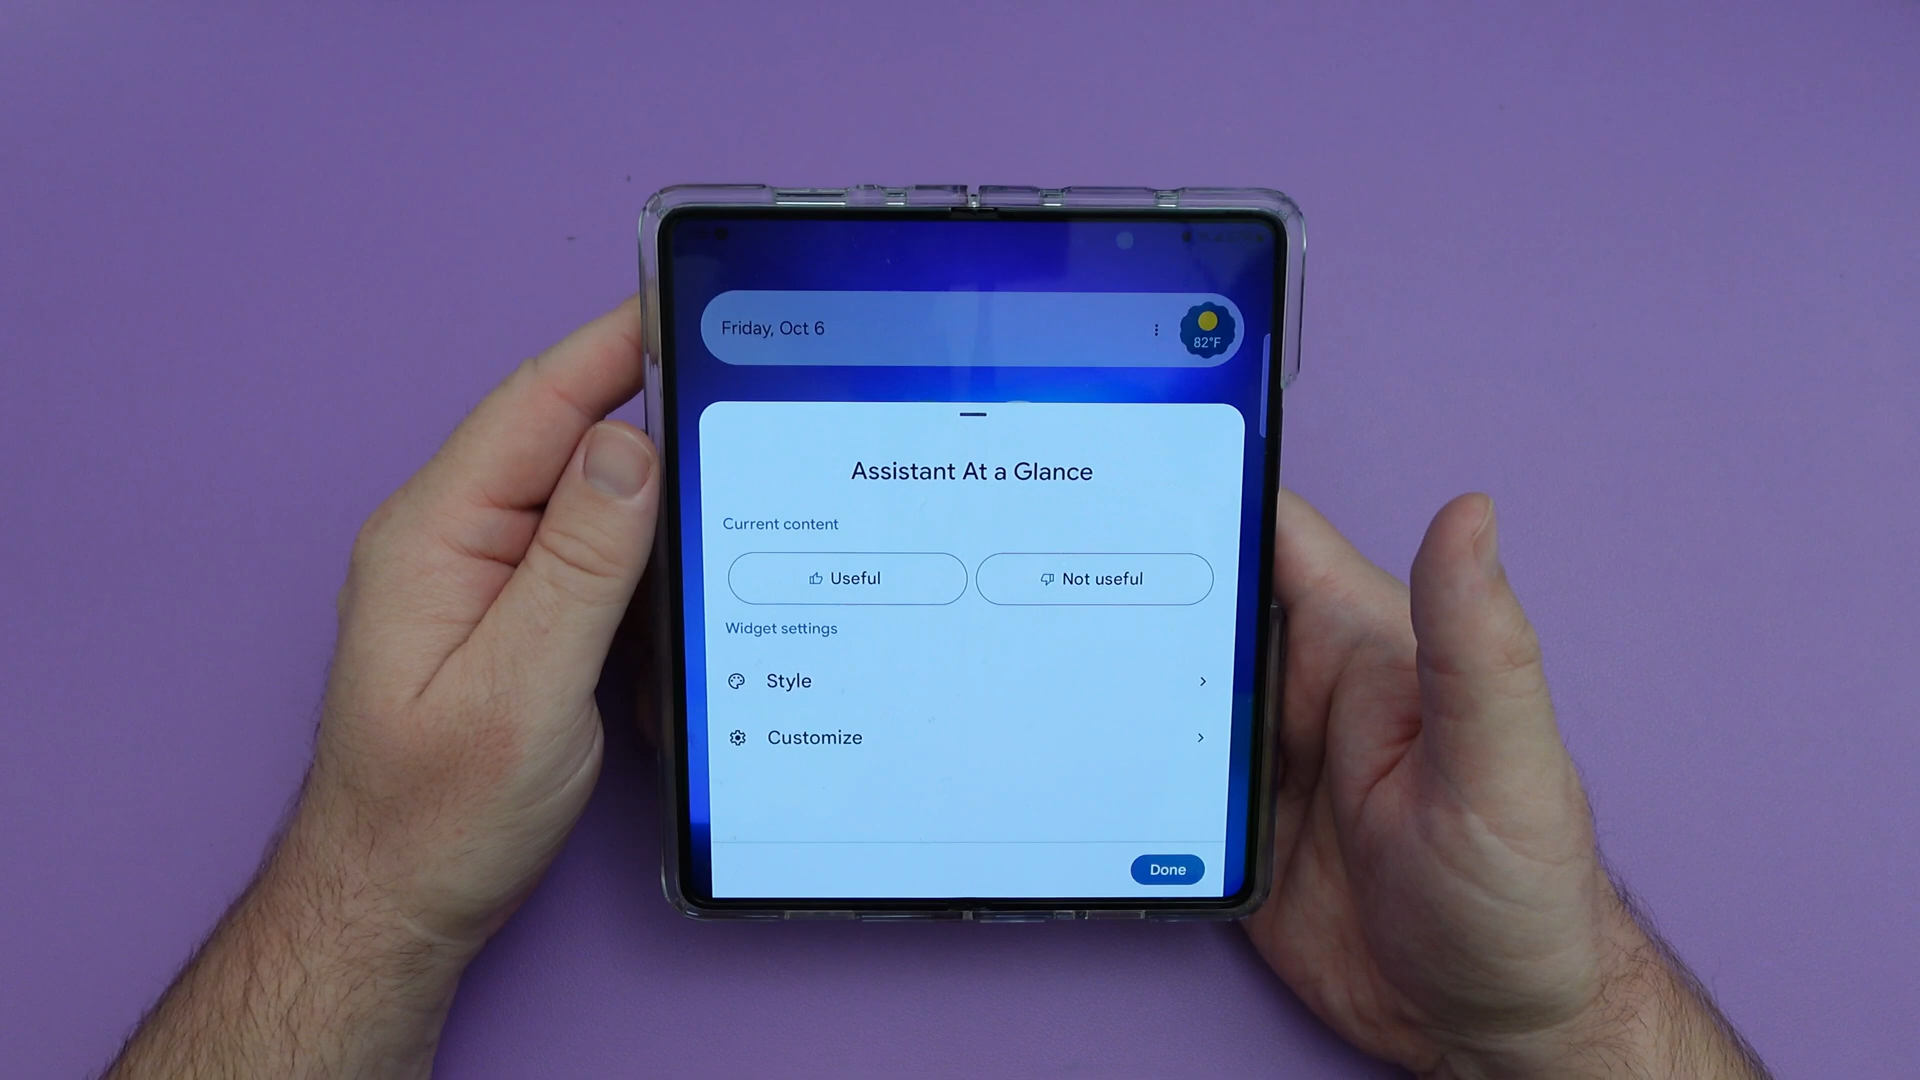 Friday, Oct 6
82°F
Assistant At a Glance
Current content
Useful
Not useful
Widget settings
Style
Customize
Done